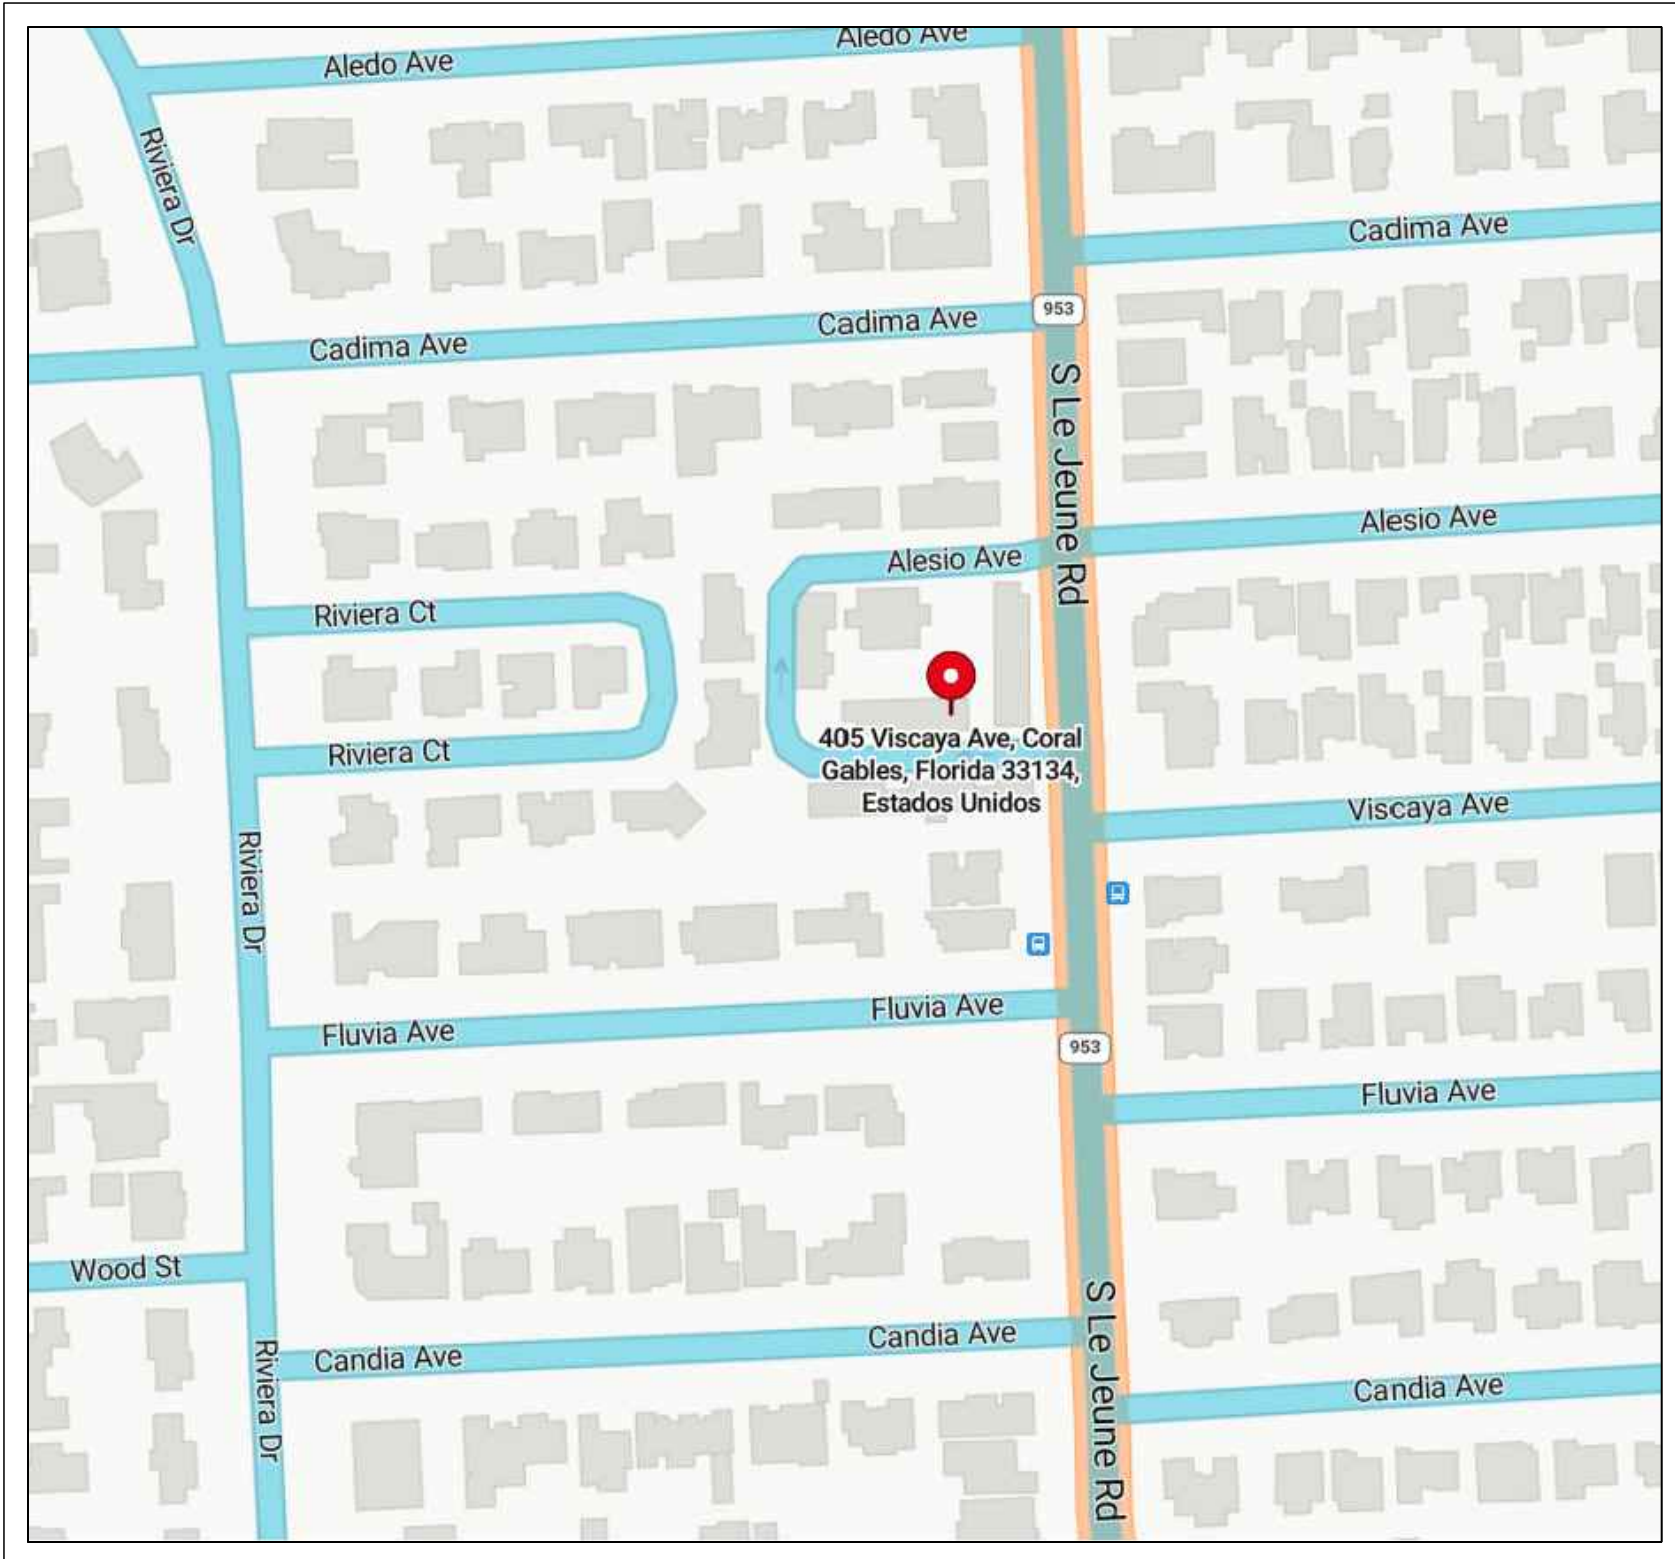 Aledo Ave
Aledo Ave
Riviera Dr
Cadima Ave
953
Cadima Ave
Cadima Ave
S Le Jeune Rd
Alesio Ave
Alesio Ave
Riviera Ct
Riviera Ct
405 Viscaya Ave, Coral
Gables, Florida 33134,
Estados Unidos
Viscaya Ave
Riviera Dr
Fluvia Ave
Fluvia Ave
953
Fluvia Ave
Wood St
Candia Ave
Candia Ave
S Le Jeune Rd
Candia Ave
Riviera Dr